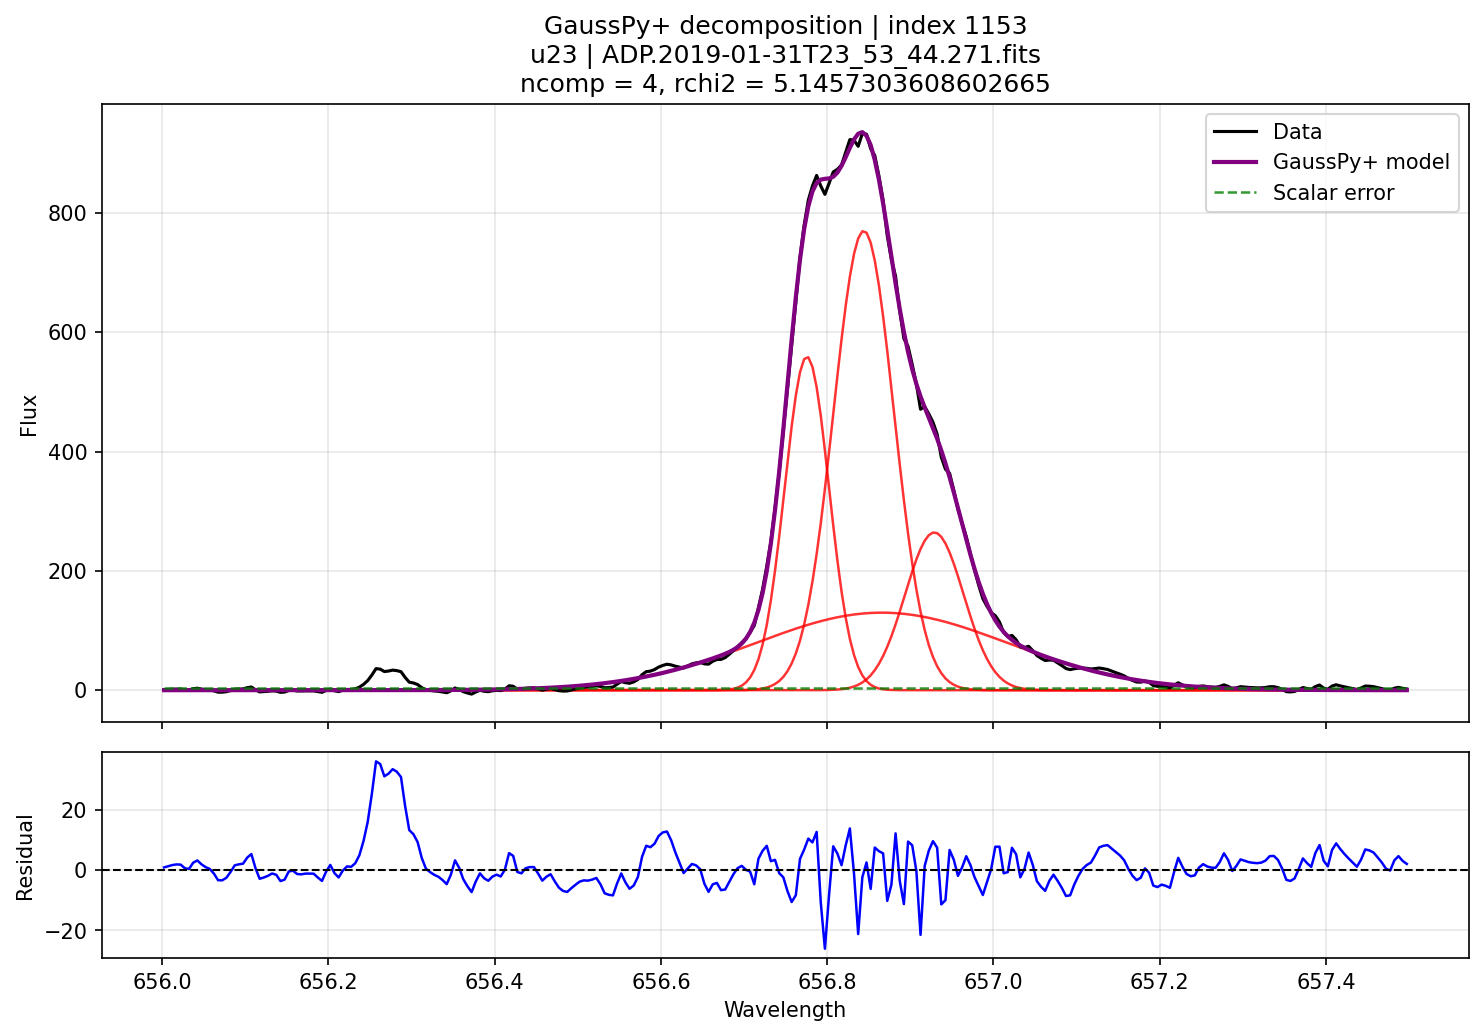 GaussPy+ decomposition | index 1153
u23 | ADP.2019-01-31T23_53_44.271.fits
ncomp = 4, rchi2 = 5.1457303608602665
Data
GaussPy+ model
Scalar error
Flux
800
600
400
200
0
Residual
20
0
−20
656.0 656.2 656.4 656.6 656.8 657.0 657.2 657.4
Wavelength